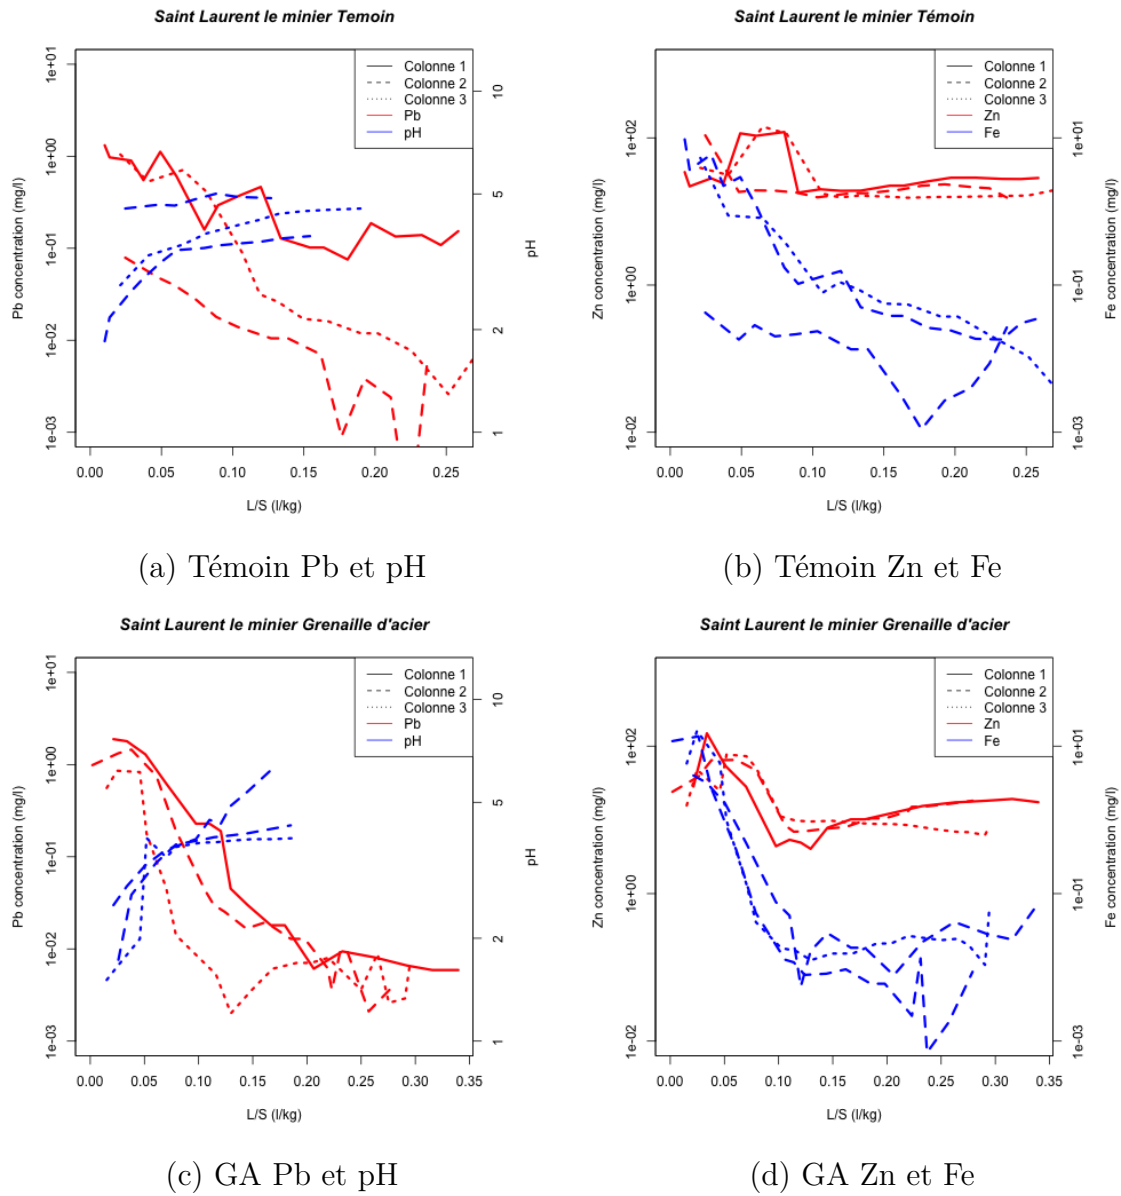 Saint Laurent le minier Temoin
Colonne 1
Colonne 2
Colonne 3
Pb
pH
1e+01
1e+00
1e-01
1e-02
1e-03
Pb concentration (mg/l)
10
5
2
1
pH
0.00 0.05 0.10 0.15 0.20 0.25
L/S (l/kg)
(a) Témoin Pb et pH
Saint Laurent le minier Témoin
Colonne 1
Colonne 2
Colonne 3
Zn
Fe
1e+02
1e+00
1e-02
Zn concentration (mg/l)
1e+01
1e-01
1e-03
Fe concentration (mg/l)
0.00 0.05 0.10 0.15 0.20 0.25
L/S (l/kg)
(b) Témoin Zn et Fe
Saint Laurent le minier Grenaille d'acier
Colonne 1
Colonne 2
Colonne 3
Pb
pH
1e+01
1e+00
1e-01
1e-02
1e-03
Pb concentration (mg/l)
10
5
2
1
pH
0.00 0.05 0.10 0.15 0.20 0.25 0.30 0.35
L/S (l/kg)
(c) GA Pb et pH
Saint Laurent le minier Grenaille d'acier
Colonne 1
Colonne 2
Colonne 3
Zn
Fe
1e+02
1e+00
1e-02
Zn concentration (mg/l)
1e+01
1e-01
1e-03
Fe concentration (mg/l)
0.00 0.05 0.10 0.15 0.20 0.25 0.30 0.35
L/S (l/kg)
(d) GA Zn et Fe